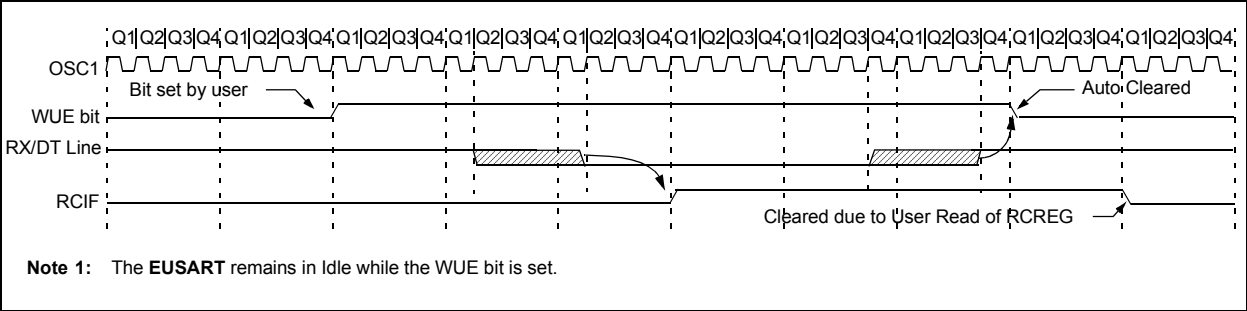 Q1 Q2 Q3 Q4 Q1 Q2 Q3 Q4 Q1 Q2 Q3 Q4 Q1 Q2 Q3 Q4 Q1 Q2 Q3 Q4 Q1 Q2 Q3 Q4 Q1 Q2 Q3 Q4 Q1 Q2 Q3 Q4 Q1 Q2 Q3 Q4 Q1 Q2 Q3 Q4
OSC1
Bit set by user
Auto Cleared
WUE bit
RX/DT Line
RCIF
Cleared due to User Read of RCREG
Note 1: The EUSART remains in Idle while the WUE bit is set.